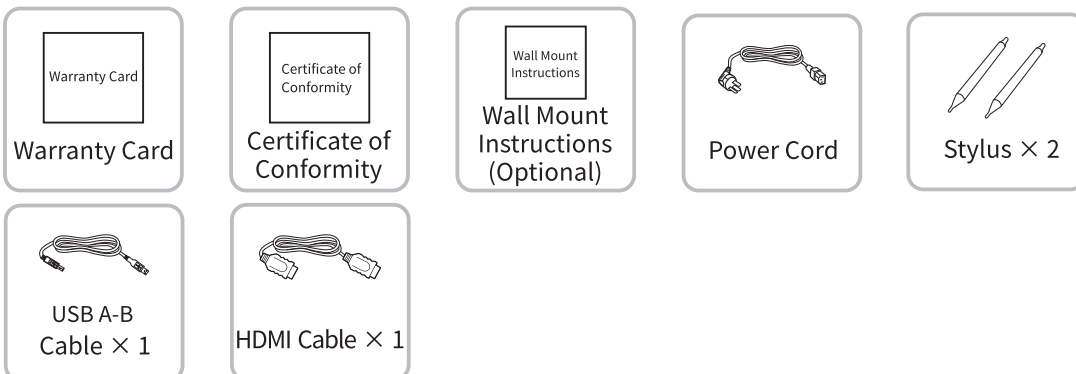 Warranty Card
Warranty Card
Certificate of
Conformity
Certificate of
Conformity
Wall Mount
Instructions
Wall Mount
Instructions
(Optional)
Power Cord
Stylus × 2
USB A-B
Cable × 1
HDMI Cable × 1